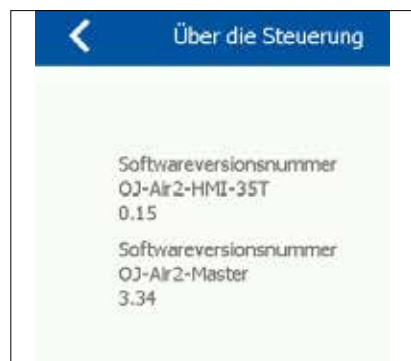 Über die Steuerung
Softwareversionsnummer
OJ-Air2-HMI-35T
0.15
Softwareversionsnummer
OJ-Air2-Master
3.34